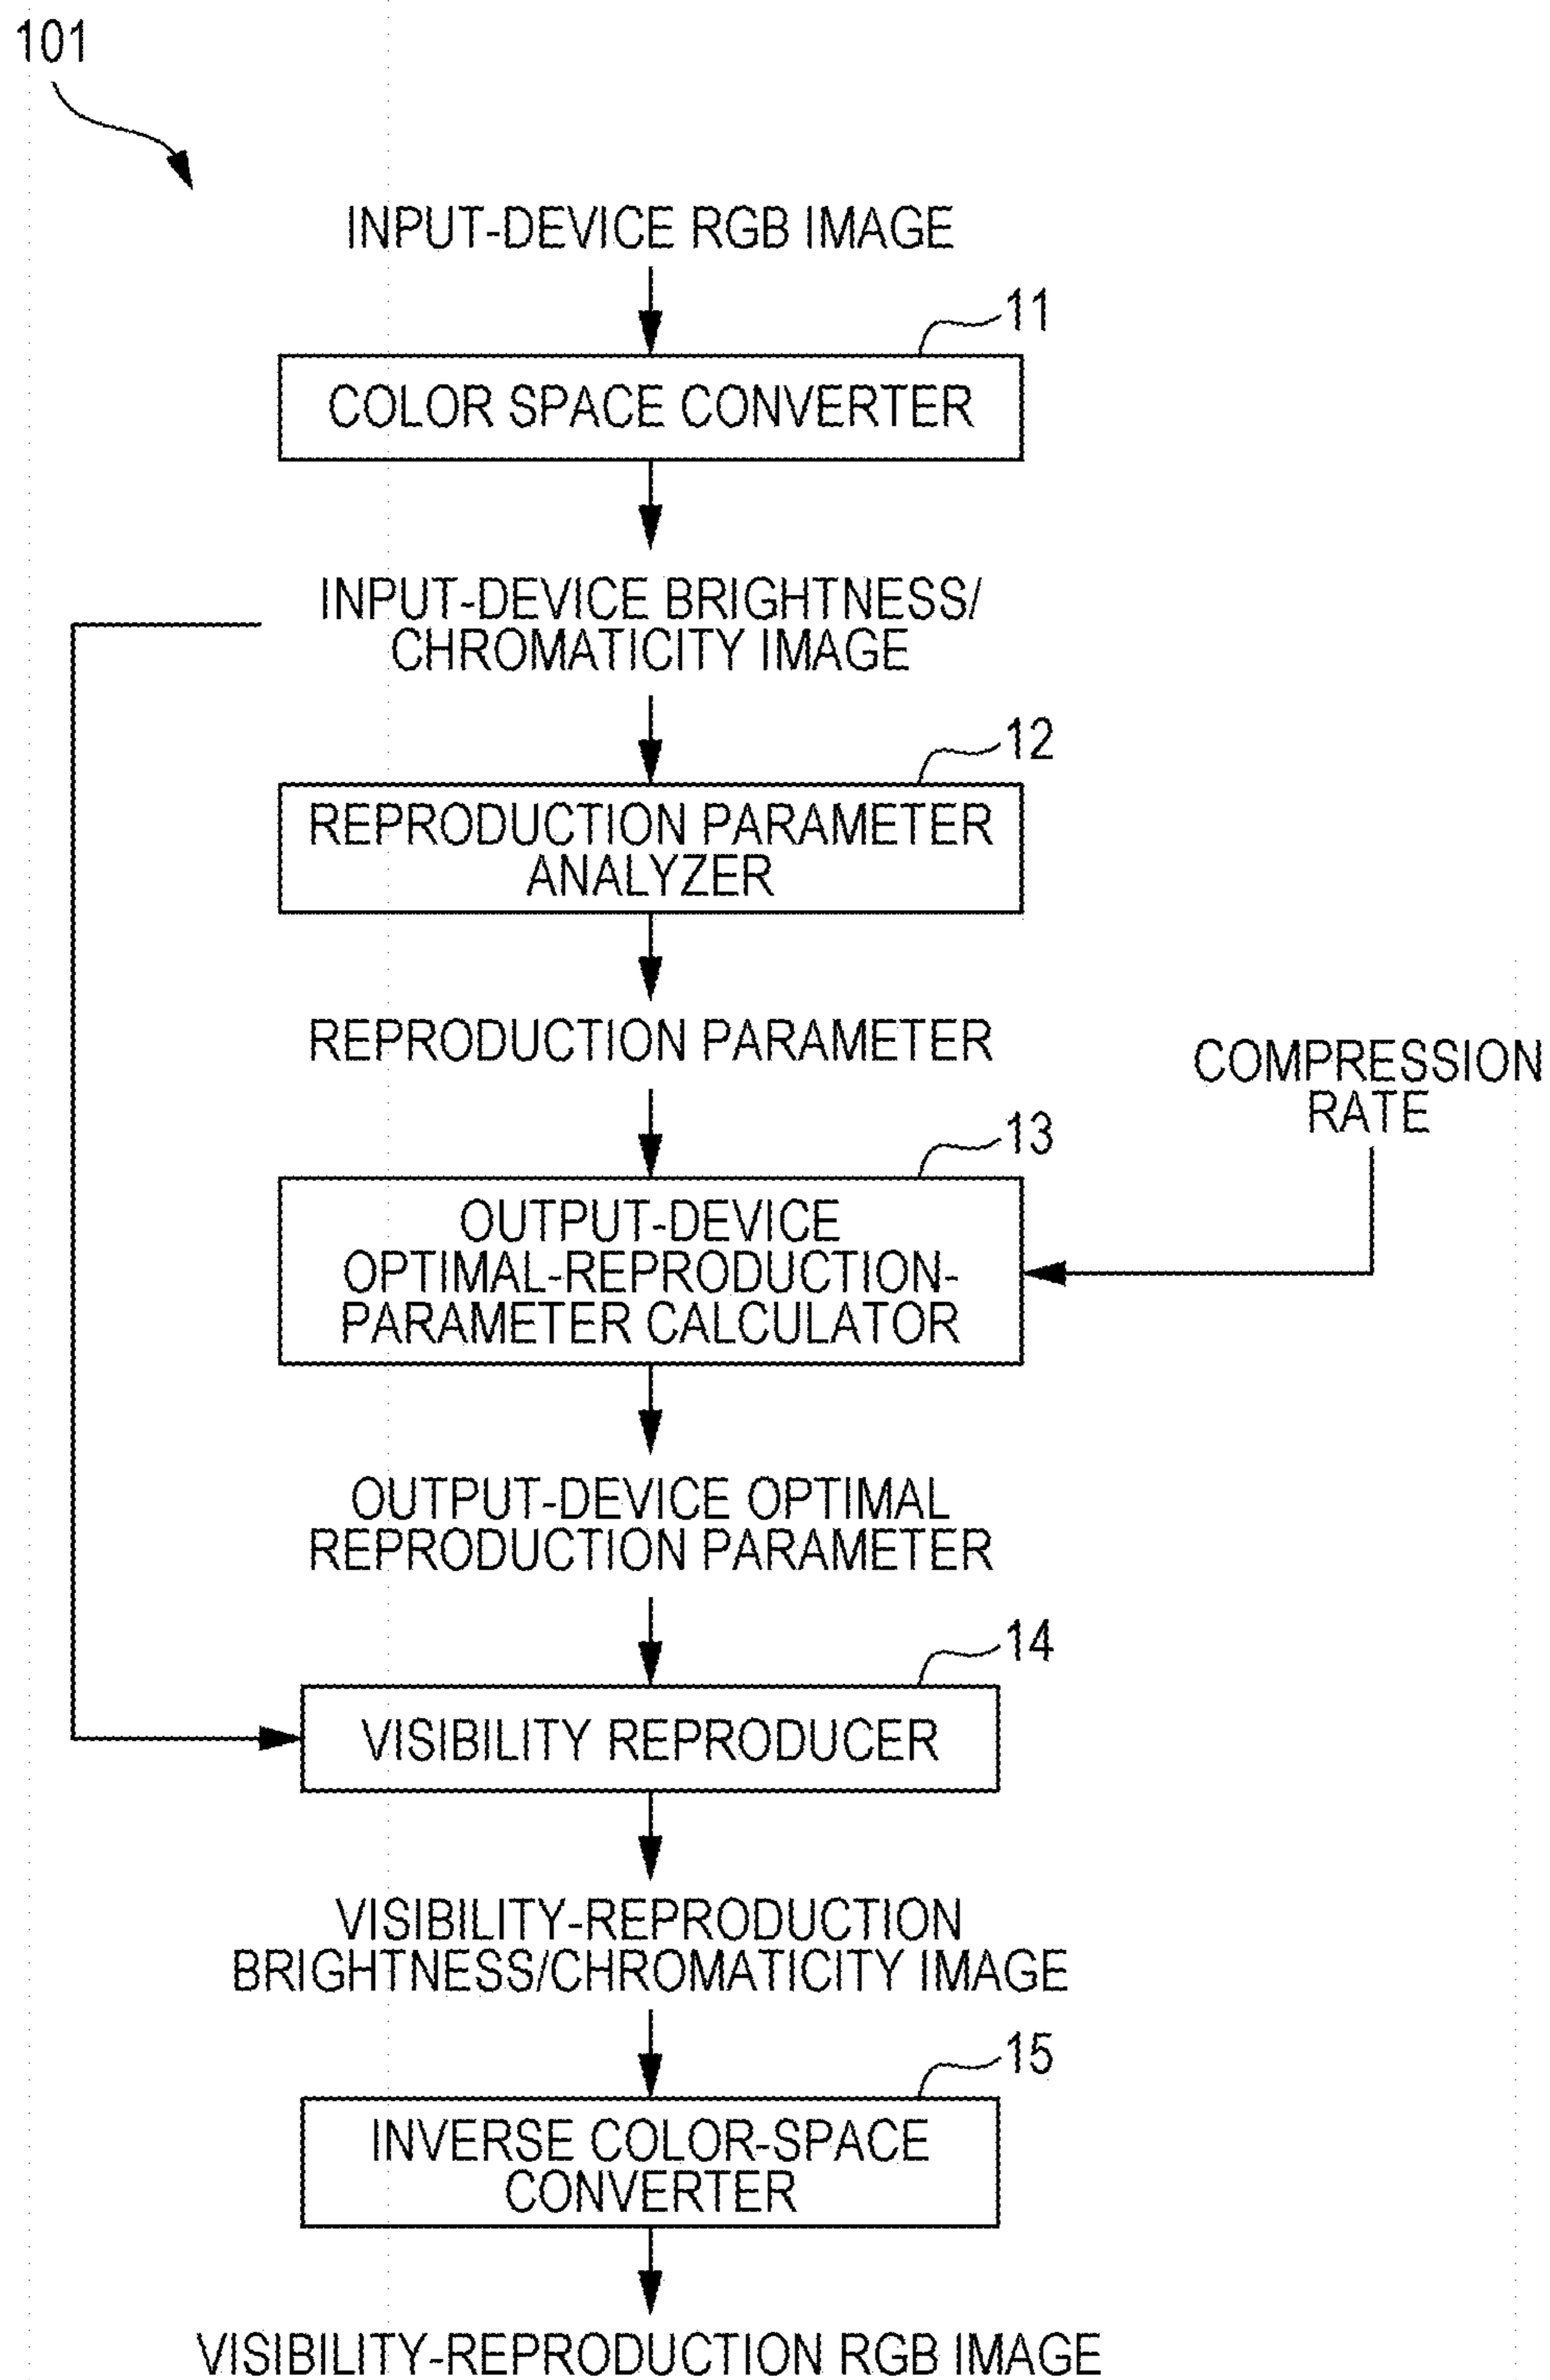 101
INPUT-DEVICE RGB IMAGE
11
COLOR SPACE CONVERTER
INPUT-DEVICE BRIGHTNESS/
CHROMATICITY IMAGE
12
REPRODUCTION PARAMETER
ANALYZER
REPRODUCTION PARAMETER
COMPRESSION
RATE
13
OUTPUT-DEVICE
OPTIMAL-REPRODUCTION-
PARAMETER CALCULATOR
OUTPUT-DEVICE OPTIMAL
REPRODUCTION PARAMETER
14
VISIBILITY REPRODUCER
VISIBILITY-REPRODUCTION
BRIGHTNESS/CHROMATICITY IMAGE
15
INVERSE COLOR-SPACE
CONVERTER
VISIBILITY-REPRODUCTION RGB IMAGE